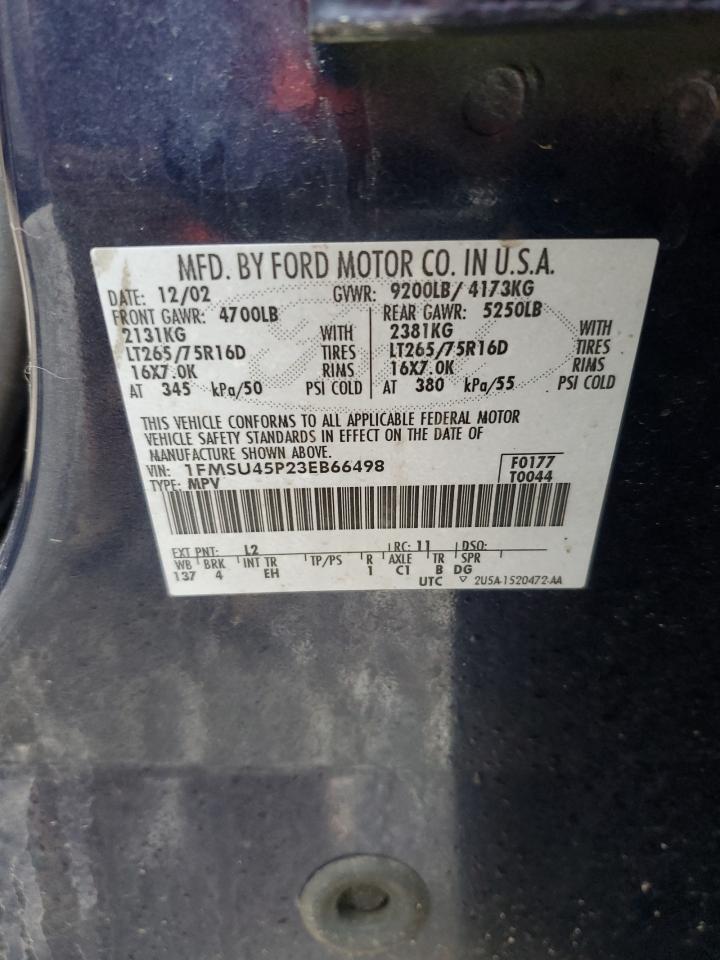 MFD. BY FORD MOTOR CO. IN U.S.A.
DATE: 12/02 GVWR: 9200LB/ 4173KG
FRONT GAWR: 4700LB REAR GAWR: 5250LB
2131KG WITH 2381KG WITH
LT265/75R16D TIRES LT265/75R16D TIRES
16X7.0K RIMS 16X7.0K RIMS
AT 345 kPa/50 PSI COLD AT 380 kPa/55 PSI COLD
THIS VEHICLE CONFORMS TO ALL APPLICABLE FEDERAL MOTOR
VEHICLE SAFETY STANDARDS IN EFFECT ON THE DATE OF
MANUFACTURE SHOWN ABOVE.
VIN: 1FMSU45P23EB66498 F0177
TYPE: MPV T0044
EXT PNT: L2 RC: 11 DSO:
WB BRK INT TR TP/PS R AXLE TR SPR
137 4 EH 1 C1 B DG
UTC ▽ 2U5A-1520472-AA